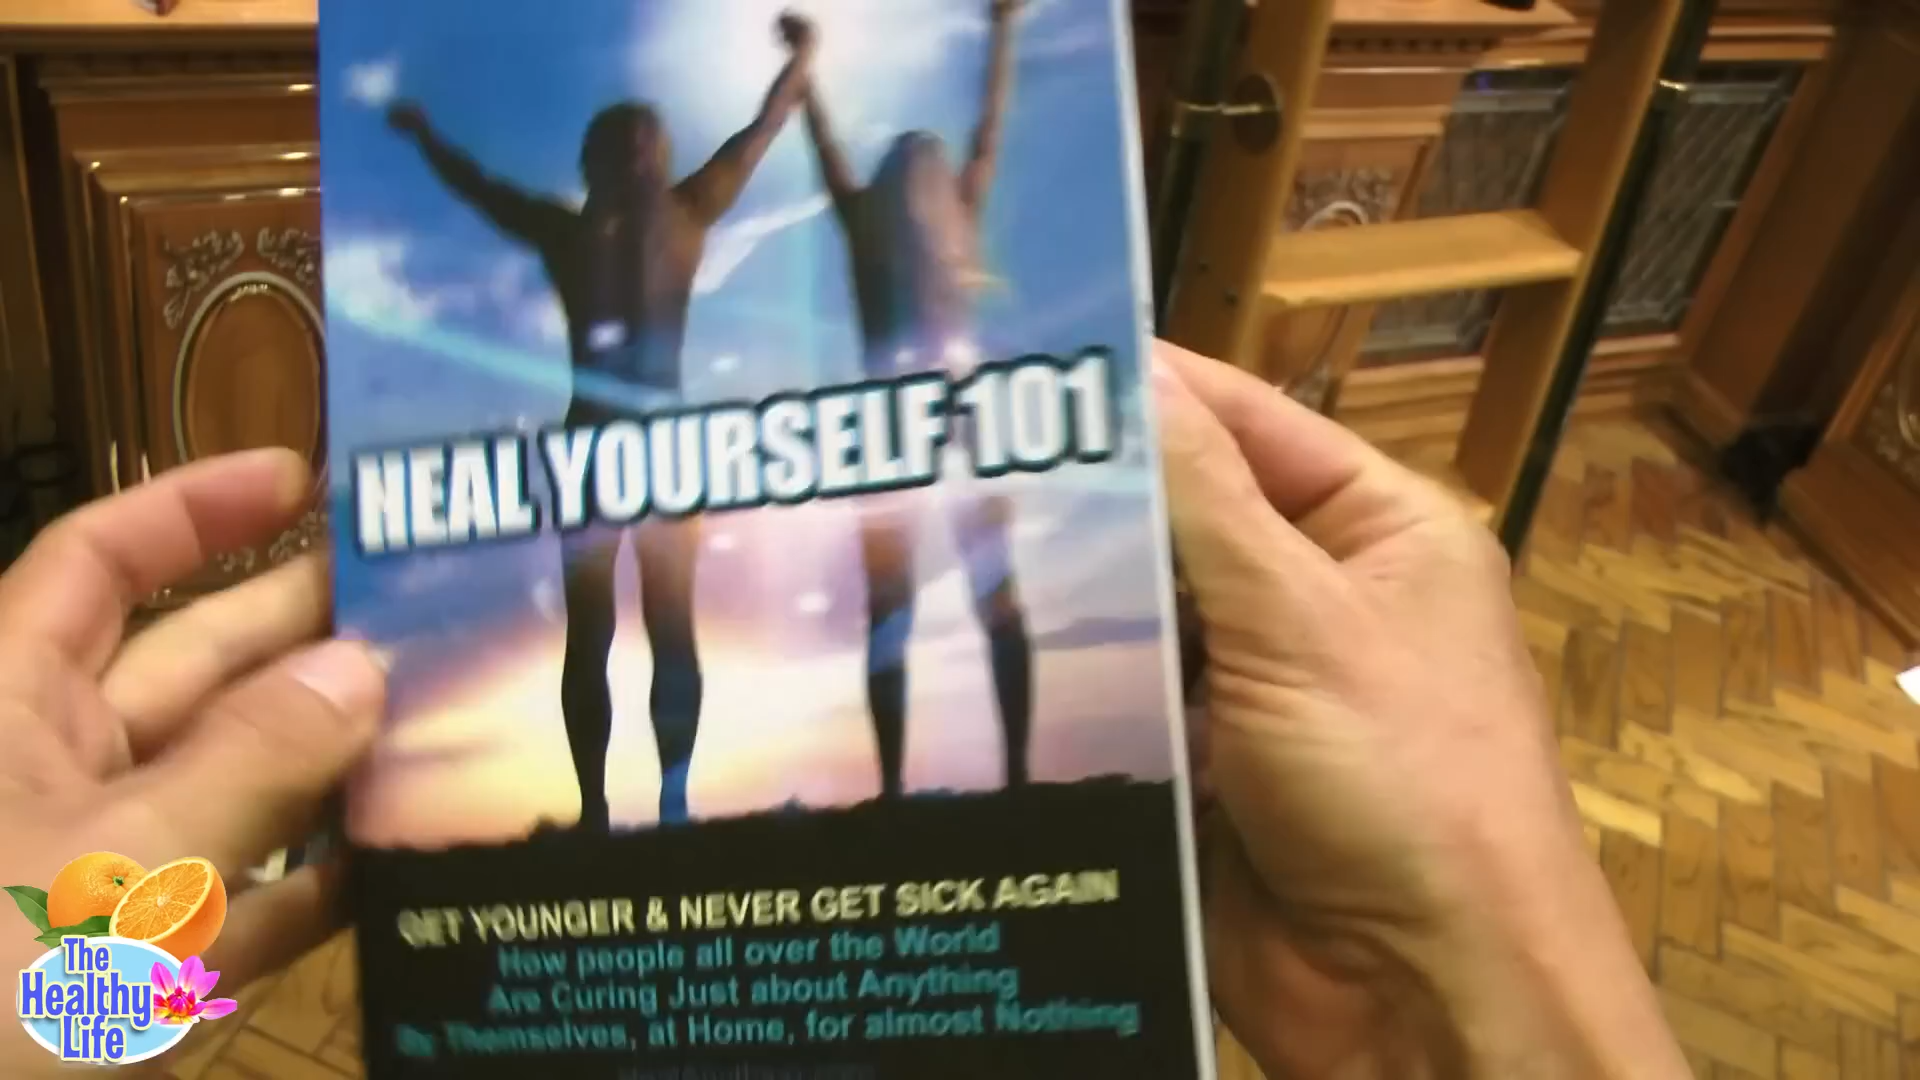 HEAL YOURSELF 101
GET YOUNGER & NEVER GET SICK AGAIN
How people all over the World
Are Curing Just about Anything
By Themselves, at Home, for almost Nothing
The
Healthy
Life